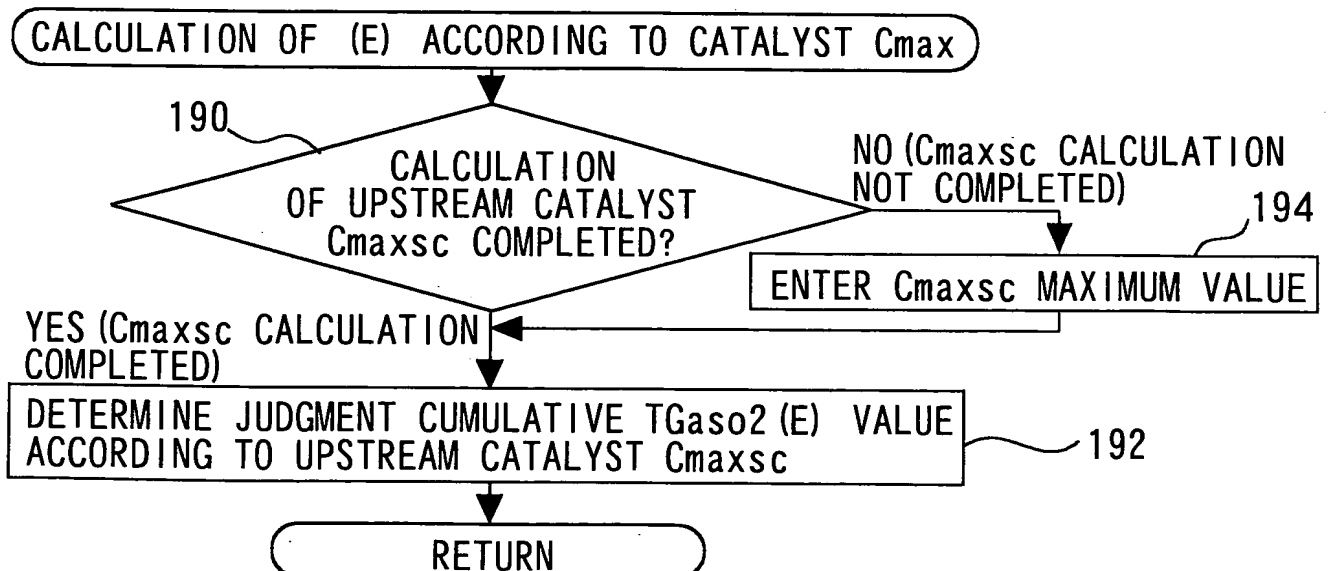 CALCULATION OF (E) ACCORDING TO CATALYST Cmax
190
CALCULATION
OF UPSTREAM CATALYST
Cmaxsc COMPLETED?
NO (Cmaxsc CALCULATION
NOT COMPLETED)
194
ENTER Cmaxsc MAXIMUM VALUE
YES (Cmaxsc CALCULATION
COMPLETED)
DETERMINE JUDGMENT CUMULATIVE TGaso2 (E) VALUE
ACCORDING TO UPSTREAM CATALYST Cmaxsc
192
RETURN